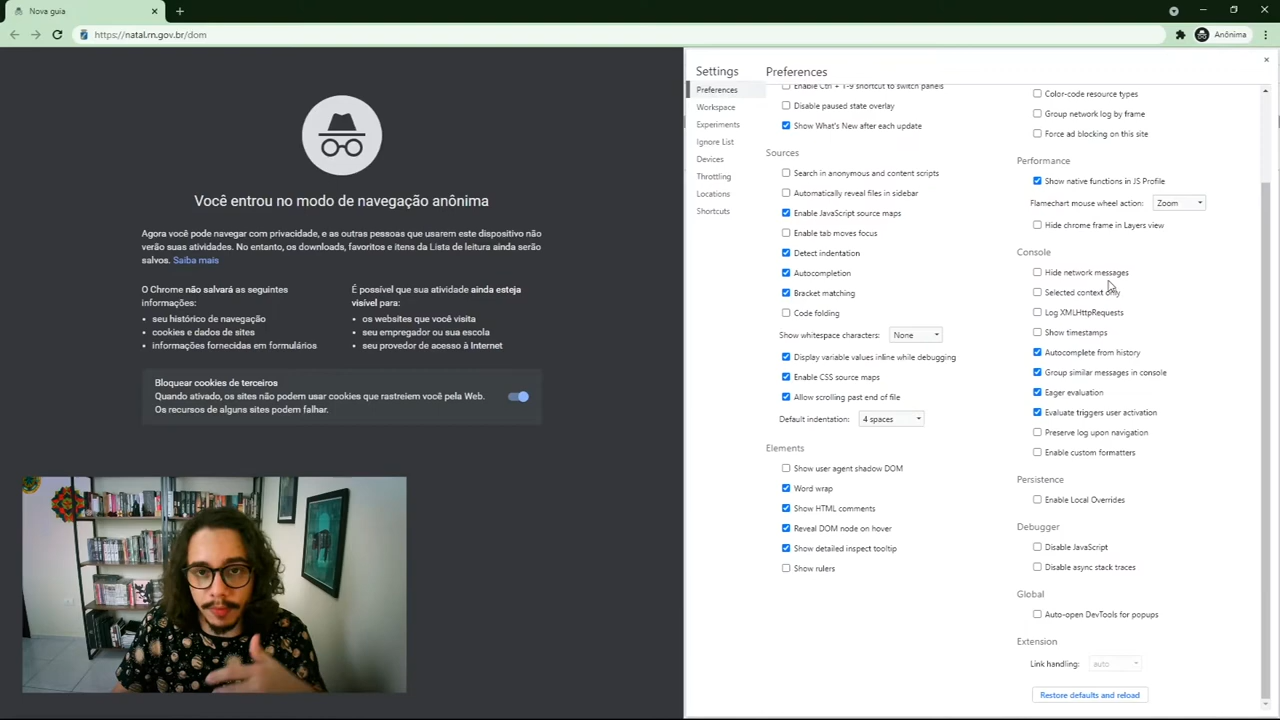 Nova guia
https://natal.rn.gov.br/dom
Anônima
Você entrou no modo de navegação anônima
Agora você pode navegar com privacidade, e as outras pessoas que usarem este dispositivo
não verão suas atividades. No entanto, os downloads, favoritos e itens da Lista de leitura ainda serão
salvos. Saiba mais
O Chrome não salvará as seguintes
informações:
seu histórico de navegação
cookies e dados de sites
informações fornecidas em formulários
É possível que sua atividade ainda esteja
visível para:
os websites que você visita
seu empregador ou sua escola
seu provedor de acesso à Internet
Bloquear cookies de terceiros
Quando ativado, os sites não podem usar cookies que rastreiem você pela Web.
Os recursos de alguns sites podem falhar.
Settings
Preferences
Workspace
Experiments
Ignore List
Devices
Throttling
Locations
Shortcuts
Preferences
Enable Ctrl + 1-9 shortcut to switch panels
Disable paused state overlay
Show What's New after each update
Sources
Search in anonymous and content scripts
Automatically reveal files in sidebar
Enable JavaScript source maps
Enable tab moves focus
Detect indentation
Autocompletion
Bracket matching
Code folding
Show whitespace characters: None
Display variable values inline while debugging
Enable CSS source maps
Allow scrolling past end of file
Default indentation: 4 spaces
Elements
Show user agent shadow DOM
Word wrap
Show HTML comments
Reveal DOM node on hover
Show detailed inspect tooltip
Show rulers
Color-code resource types
Group network log by frame
Force ad blocking on this site
Performance
Show native functions in JS Profile
Flamechart mouse wheel action: Zoom
Hide chrome frame in Layers view
Console
Hide network messages
Selected context only
Log XMLHttpRequests
Show timestamps
Autocomplete from history
Group similar messages in console
Eager evaluation
Evaluate triggers user activation
Preserve log upon navigation
Enable custom formatters
Persistence
Enable Local Overrides
Debugger
Disable JavaScript
Disable async stack traces
Global
Auto-open DevTools for popups
Extension
Link handling: auto
Restore defaults and reload